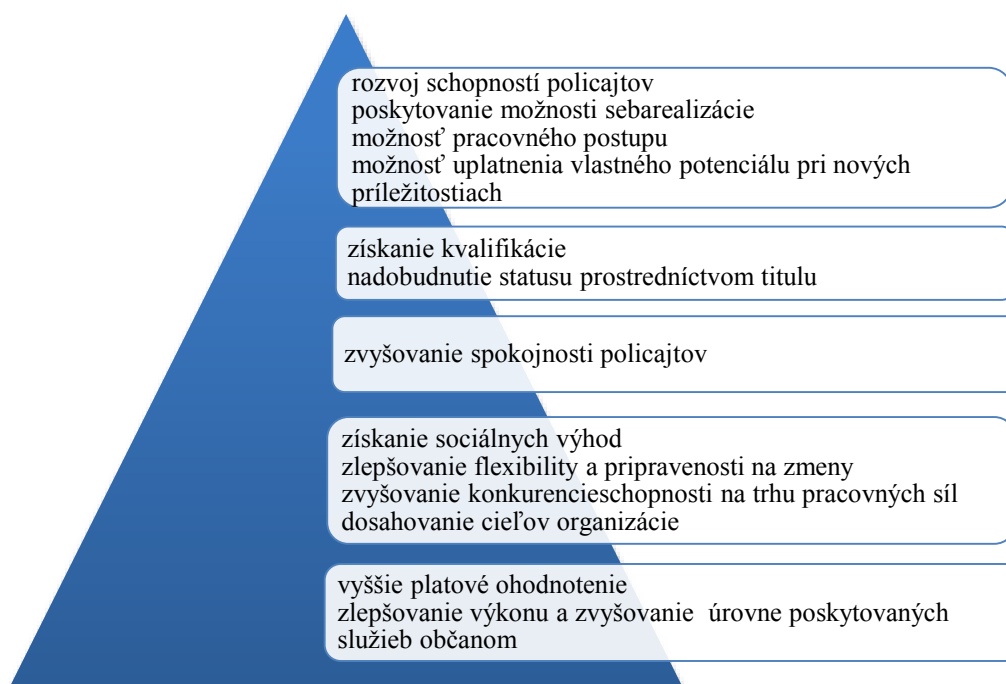 rozvoj schopností policajtov
poskytovanie možnosti sebarealizácie
možnosť pracovného postupu
možnosť uplatnenia vlastného potenciálu pri nových
príležitostiach
získanie kvalifikácie
nadobudnutie statusu prostredníctvom titulu
zvyšovanie spokojnosti policajtov
získanie sociálnych výhod
zlepšovanie flexibility a pripravenosti na zmeny
zvyšovanie konkurencieschopnosti na trhu pracovných síl
dosahovanie cieľov organizácie
vyššie platové ohodnotenie
zlepšovanie výkonu a zvyšovanie  úrovne poskytovaných
služieb občanom